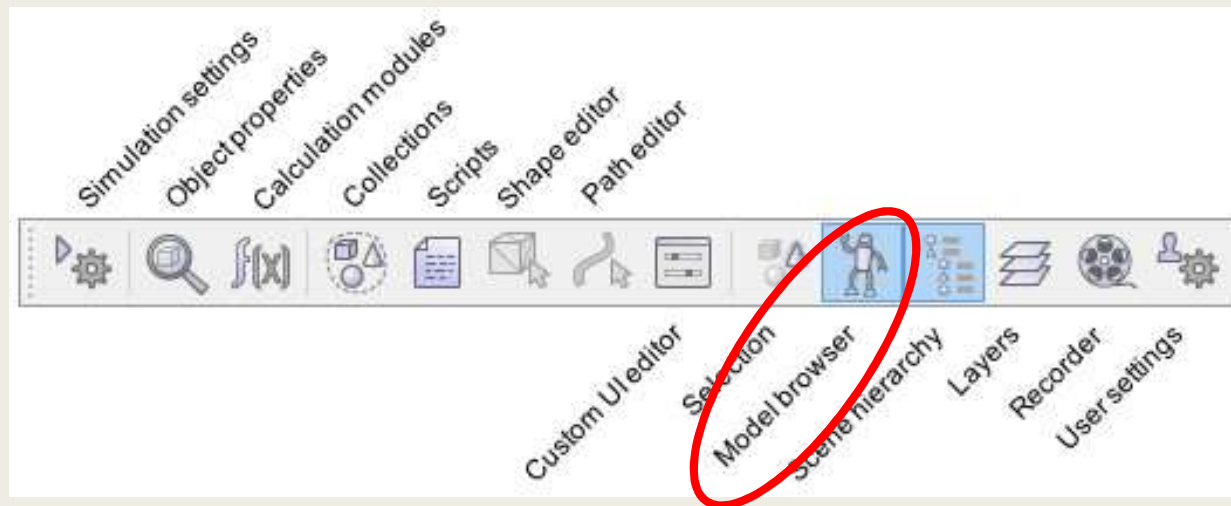 Simulation settings
Object properties
Calculation modules
Collections
Scripts
Shape editor
Path editor
f(x)
Custom UI editor
Selection
Model browser
Scene hierarchy
Layers
Recorder
User settings